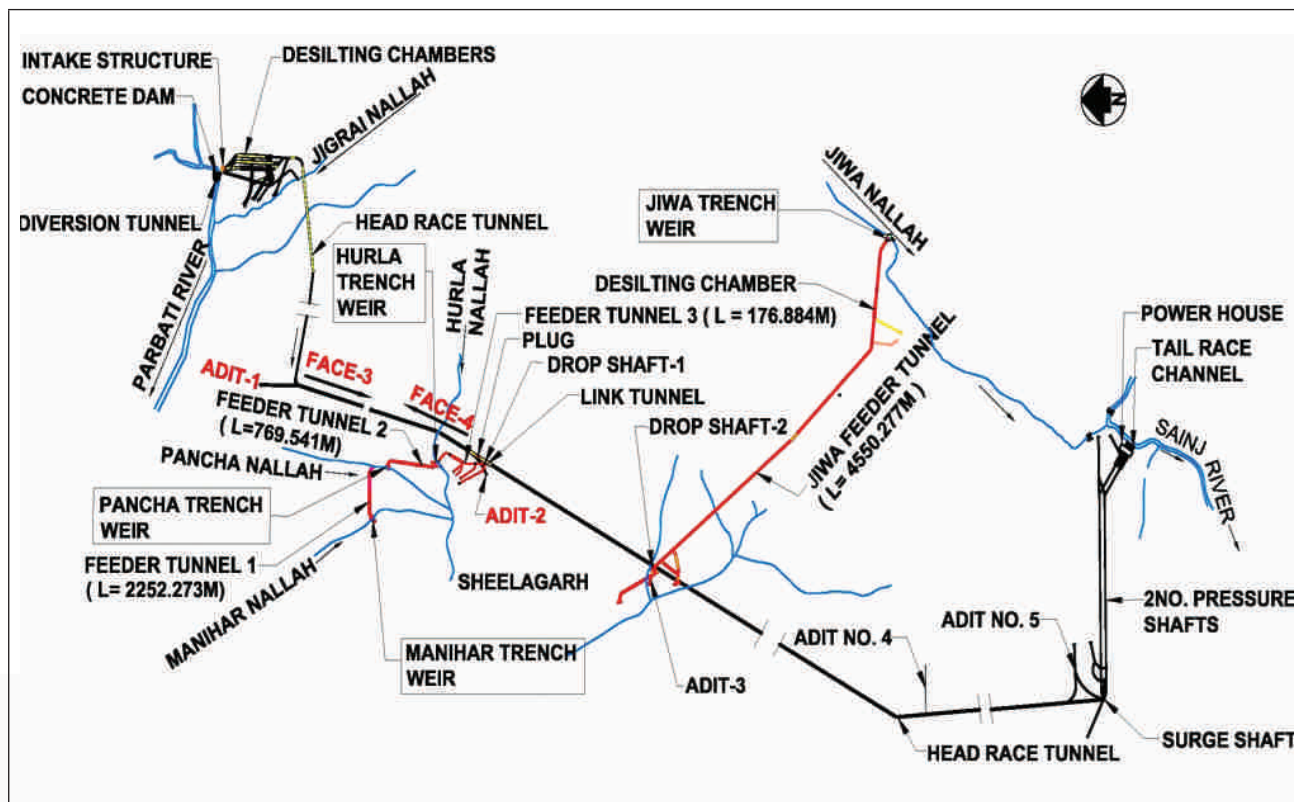 INTAKE STRUCTURE
DESILTING CHAMBERS
CONCRETE DAM
JIGRAI NALLAH
DIVERSION TUNNEL
HEAD RACE TUNNEL
PARBATI RIVER
HURLA
TRENCH
WEIR
HURLA
NALLAH
N
JIWA NALLAH
JIWA TRENCH
WEIR
DESILTING CHAMBER
FEEDER TUNNEL 3 ( L = 176.884M)
PLUG
DROP SHAFT-1
LINK TUNNEL
DROP SHAFT-2
JIWA FEEDER TUNNEL
( L= 4550.277M)
POWER HOUSE
TAIL RACE
CHANNEL
SAINJ
RIVER
ADIT-1
FACE-3
FACE-4
FEEDER TUNNEL 2
( L=769.541M)
PANCHA NALLAH
PANCHA TRENCH
WEIR
ADIT-2
FEEDER TUNNEL 1
( L= 2252.273M)
MANIHAR NALLAH
SHEELAGARH
MANIHAR TRENCH
WEIR
ADIT-3
ADIT NO. 4
ADIT NO. 5
2NO. PRESSURE
SHAFTS
HEAD RACE TUNNEL
SURGE SHAFT